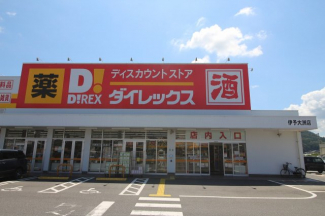 薬
D!
DiREX
ディスカウント ストア
ダイレックス
酒
伊予大洲店
店内入口